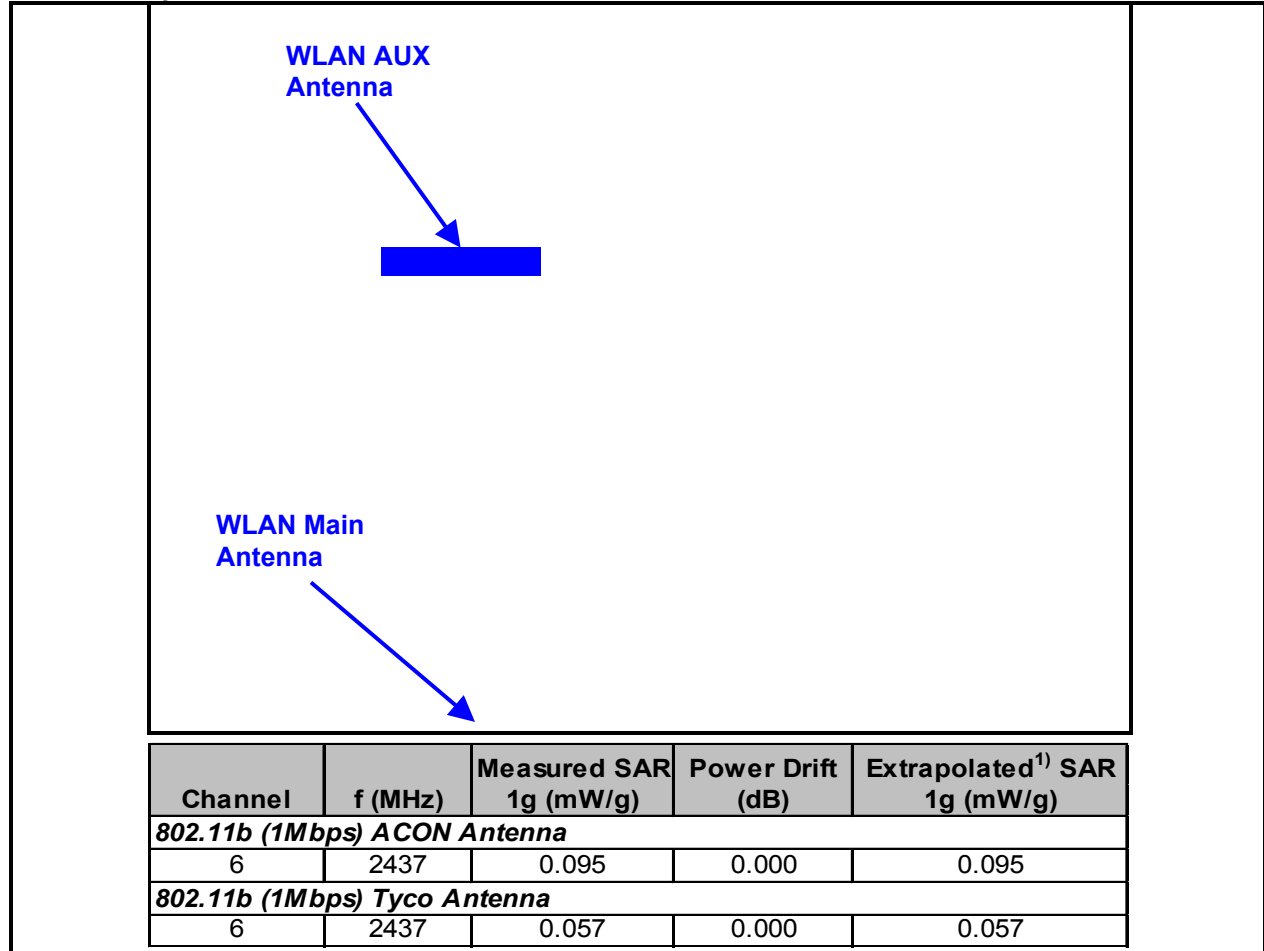 WLAN AUX
Antenna
WLAN Main
Antenna
Channel f (MHz) Measured SAR 1g (mW/g) Power Drift (dB) Extrapolated1) SAR 1g (mW/g)
802.11b (1Mbps) ACON Antenna
6 2437 0.095 0.000 0.095
802.11b (1Mbps) Tyco Antenna
6 2437 0.057 0.000 0.057